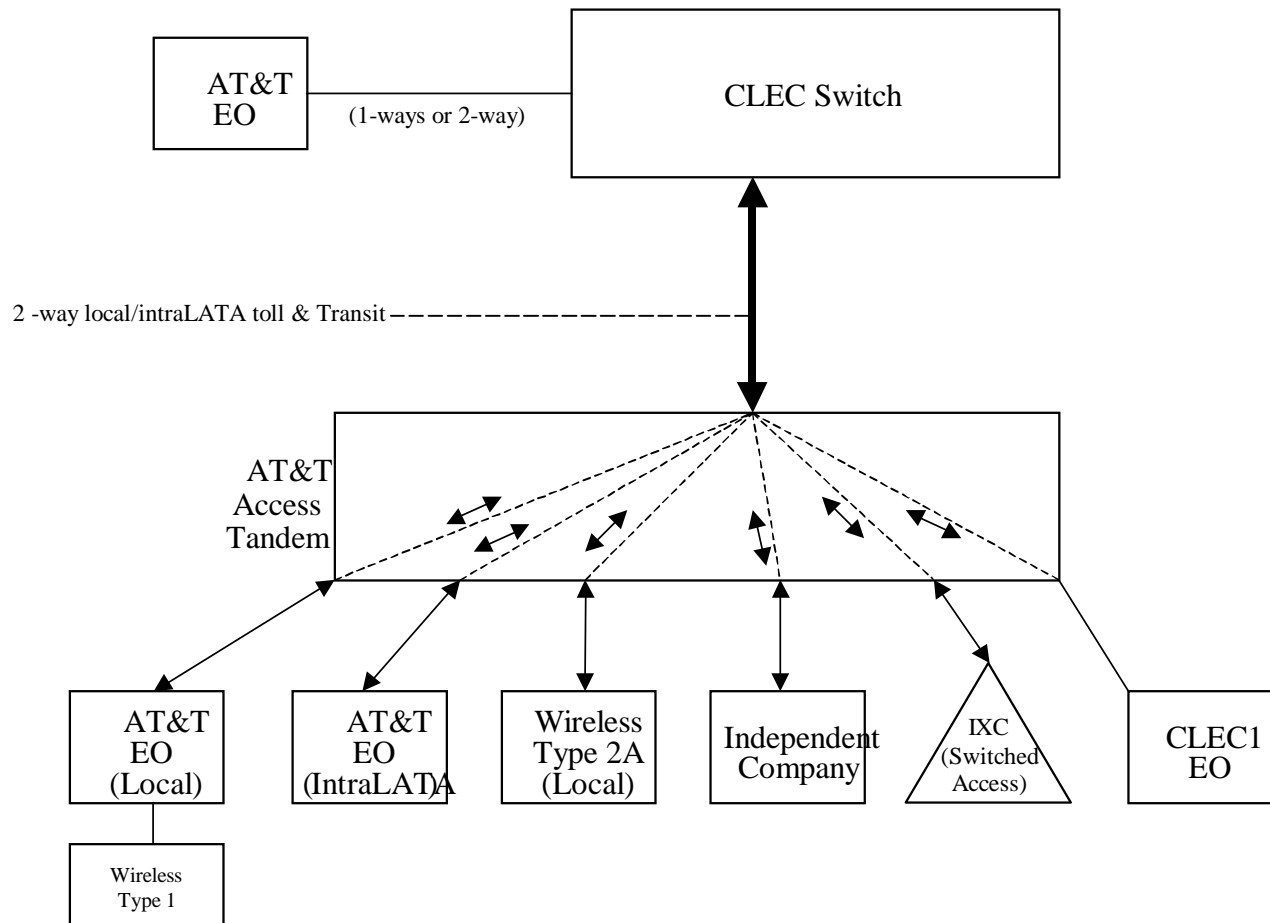 AT&T
EO
(1-ways or 2-way)
CLEC Switch
2 -way local/intraLATA toll & Transit
AT&T
Access
Tandem
AT&T
EO
(Local)
AT&T
EO
(IntraLAT)A
Wireless
Type 2A
(Local)
Independent
Company
IXC
(Switched
Access)
CLEC1
EO
Wireless
Type 1